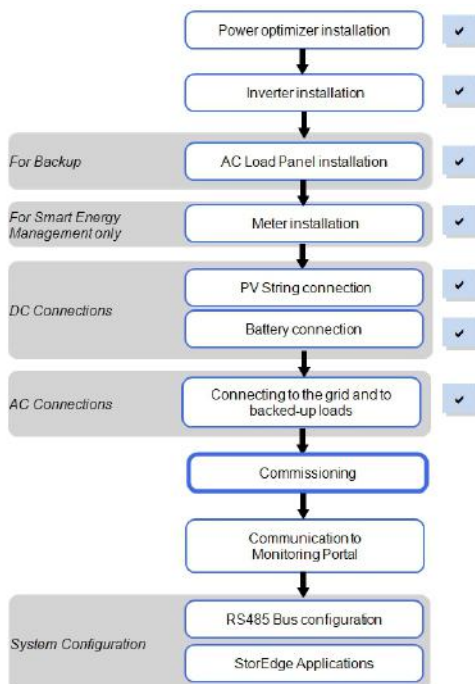 Power optimizer installation
Inverter installation
For Backup
AC Load Panel installation
For Smart Energy
Management only
Meter installation
DC Connections
PV String connection
Battery connection
AC Connections
Connecting to the grid and to
backed-up loads
Commissioning
Communication to
Monitoring Portal
System Configuration
RS485 Bus configuration
StorEdge Applications